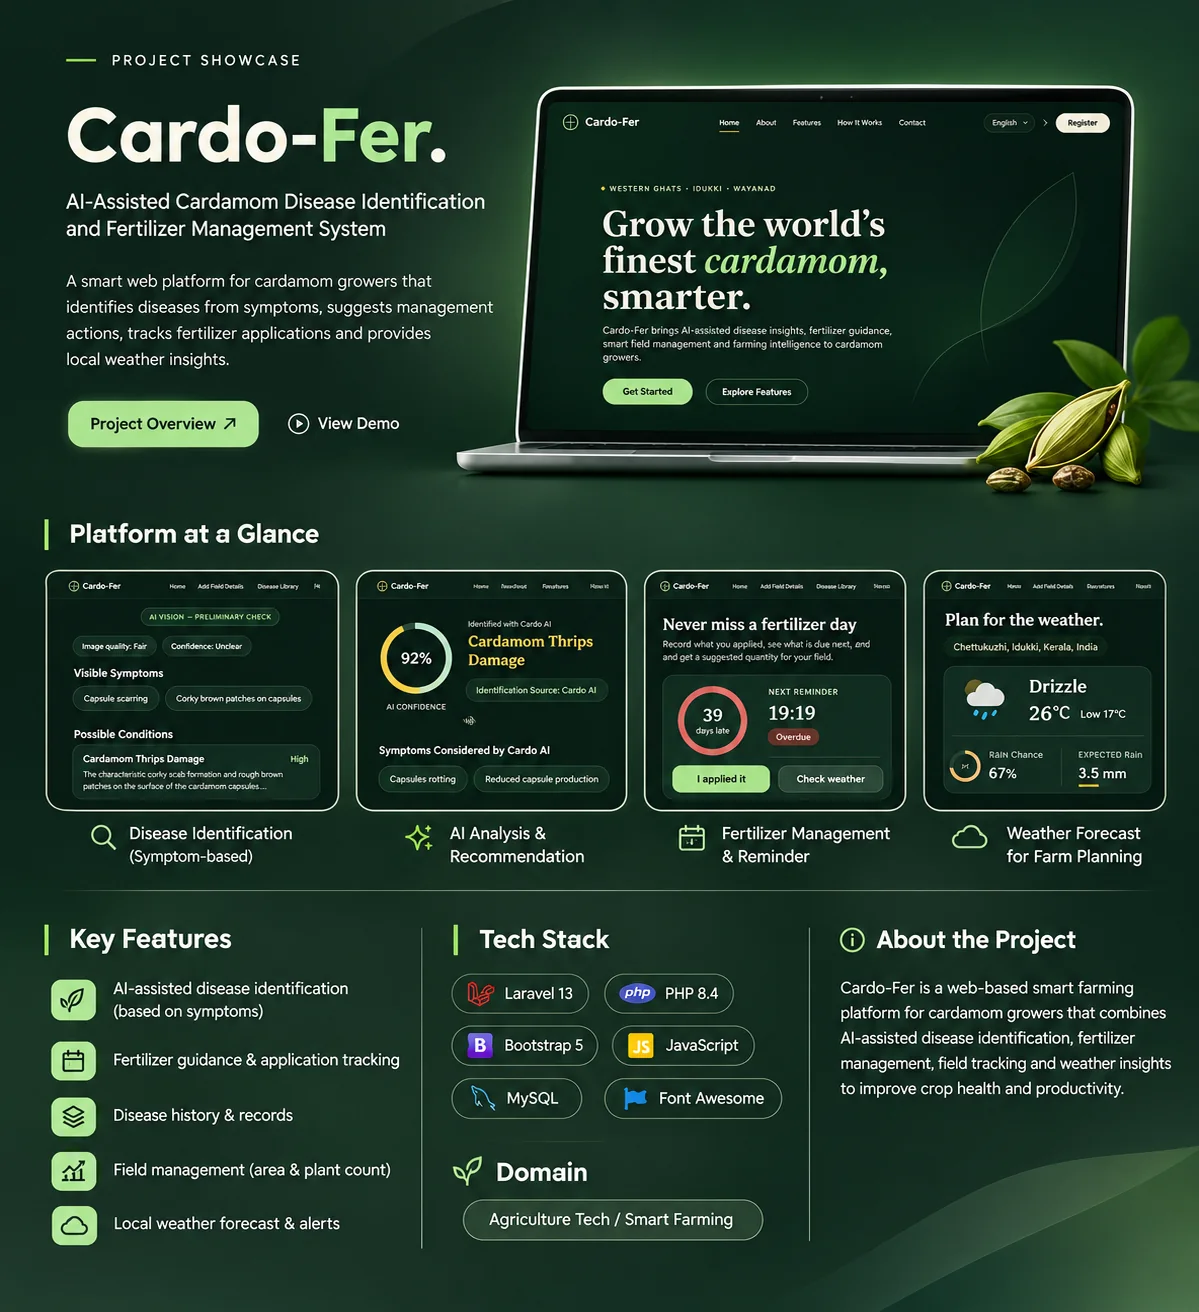 PROJECT SHOWCASE
Cardo-Fer.
AI-Assisted Cardamom Disease Identification
and Fertilizer Management System
A smart web platform for cardamom growers that
identifies diseases from symptoms, suggests management
actions, tracks fertilizer applications and provides
local weather insights.
Project Overview
View Demo
Cardo-Fer
Home About Features How It Works Contact
English
Register
WESTERN GHATS • IDUKKI • WAYANAD
Grow the world's
finest cardamom,
smarter.
Cardo-Fer brings AI-assisted disease insights, fertilizer guidance,
smart field management and farming intelligence to cardamom
growers.
Get Started
Explore Features
Platform at a Glance
Cardo-Fer
Home Add Field Details Disease Library
AI VISION — PRELIMINARY CHECK
Image quality: Fair
Confidence: Unclear
Visible Symptoms
Capsule scarring
Corky brown patches on capsules
Possible Conditions
Cardamom Thrips Damage High
The characteristic corky scab formation and rough brown
patches on the surface of the cardamom capsules...
Disease Identification
(Symptom-based)
Cardo-Fer
Home
92%
AI CONFIDENCE
Identified with Cardo AI
Cardamom Thrips
Damage
Identification Source: Cardo AI
Symptoms Considered by Cardo AI
Capsules rotting
Reduced capsule production
AI Analysis &
Recommendation
Cardo-Fer
Home Add Field Details Disease Library
Never miss a fertilizer day
Record what you applied, see what is due next, and
and get a suggested quantity for your field.
39
days late
NEXT REMINDER
19:19
Overdue
I applied it
Check weather
Fertilizer Management
& Reminder
Cardo-Fer
Add Field Details
Plan for the weather.
Chettukuzhi, Idukki, Kerala, India
Drizzle
26°C Low 17°C
Rain Chance
67%
EXPECTED Rain
3.5 mm
Weather Forecast
for Farm Planning
Key Features
AI-assisted disease identification
(based on symptoms)
Fertilizer guidance & application tracking
Disease history & records
Field management (area & plant count)
Local weather forecast & alerts
Tech Stack
Laravel 13
php PHP 8.4
B Bootstrap 5
JS JavaScript
MySQL
Font Awesome
Domain
Agriculture Tech / Smart Farming
About the Project
Cardo-Fer is a web-based smart farming
platform for cardamom growers that combines
AI-assisted disease identification, fertilizer
management, field tracking and weather insights
to improve crop health and productivity.